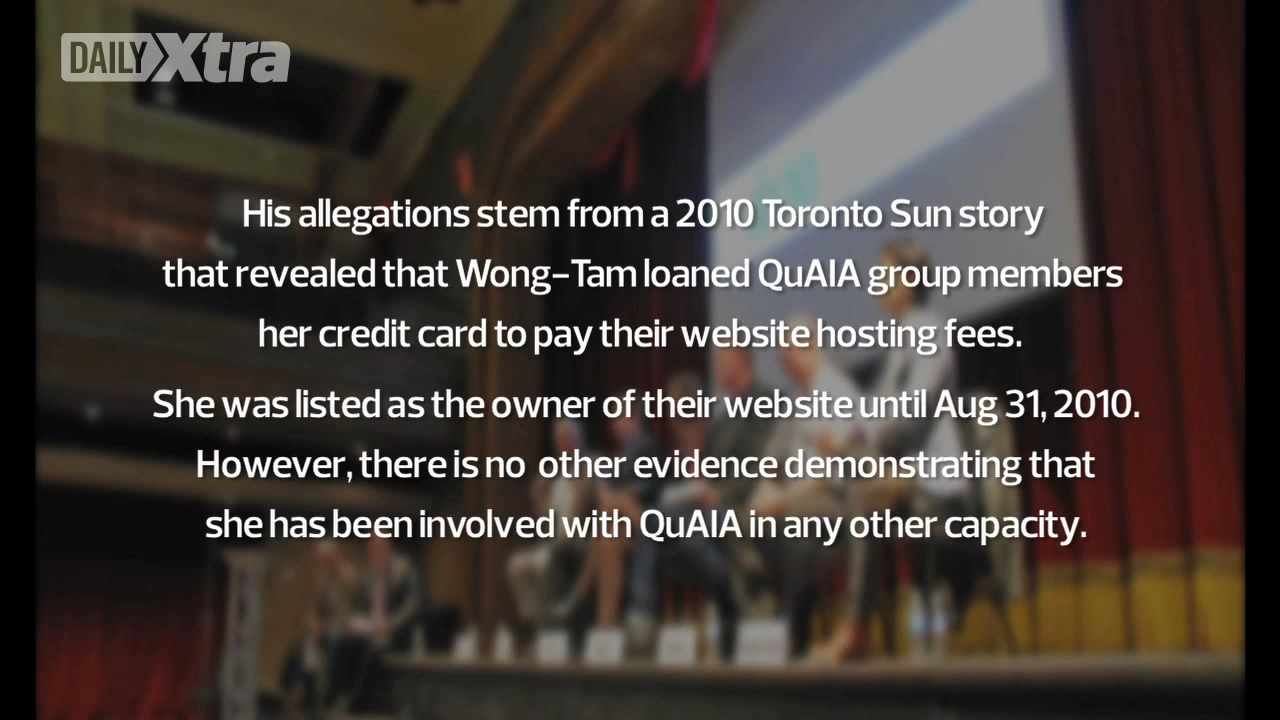 DAILY Xtra
His allegations stem from a 2010 Toronto Sun story
that revealed that Wong-Tam loaned QuAIA group members
her credit card to pay their website hosting fees.
She was listed as the owner of their website until Aug 31, 2010.
However, there is no other evidence demonstrating that
she has been involved with QuAIA in any other capacity.